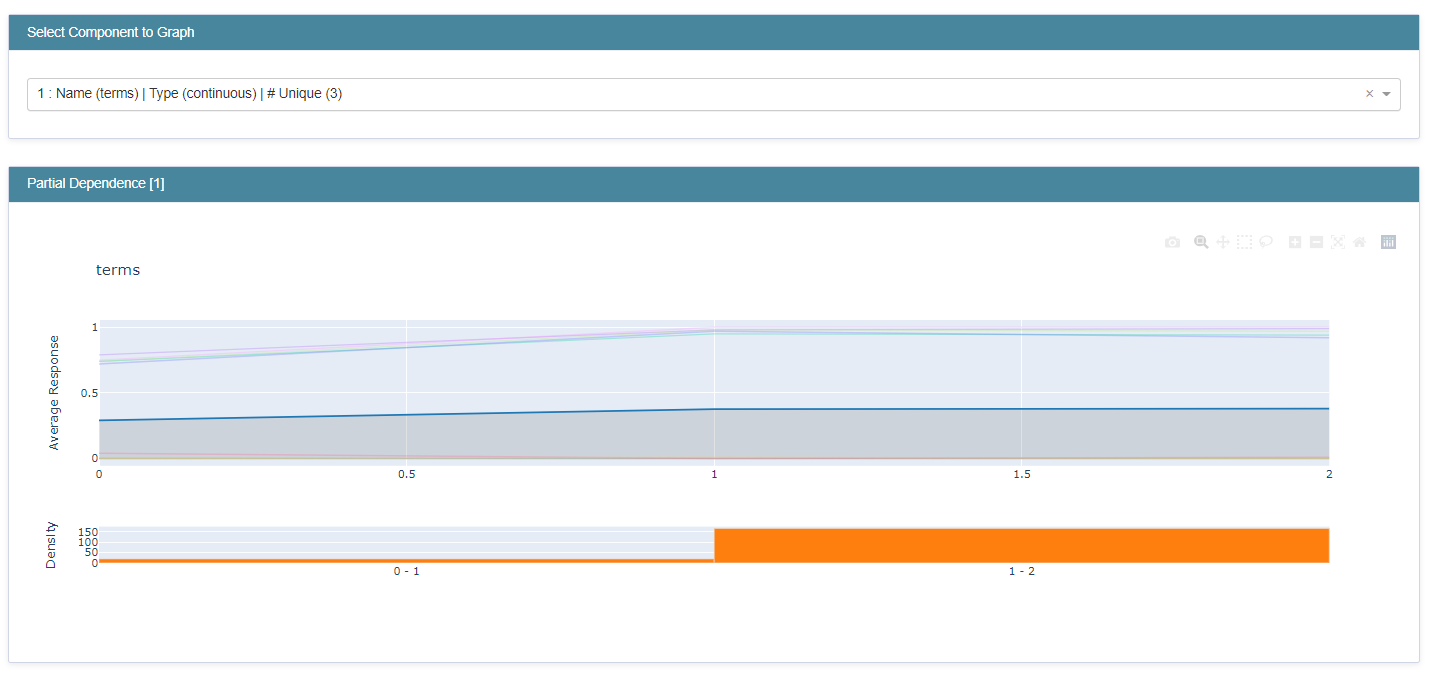 Select Component to Graph
1 : Name (terms) | Type (continuous) | # Unique (3)
×
Partial Dependence [1]
terms
Average Response
1
0.5
0
0 0.5 1 1.5 2
Density
150
100
50
0
0 - 1 1 - 2